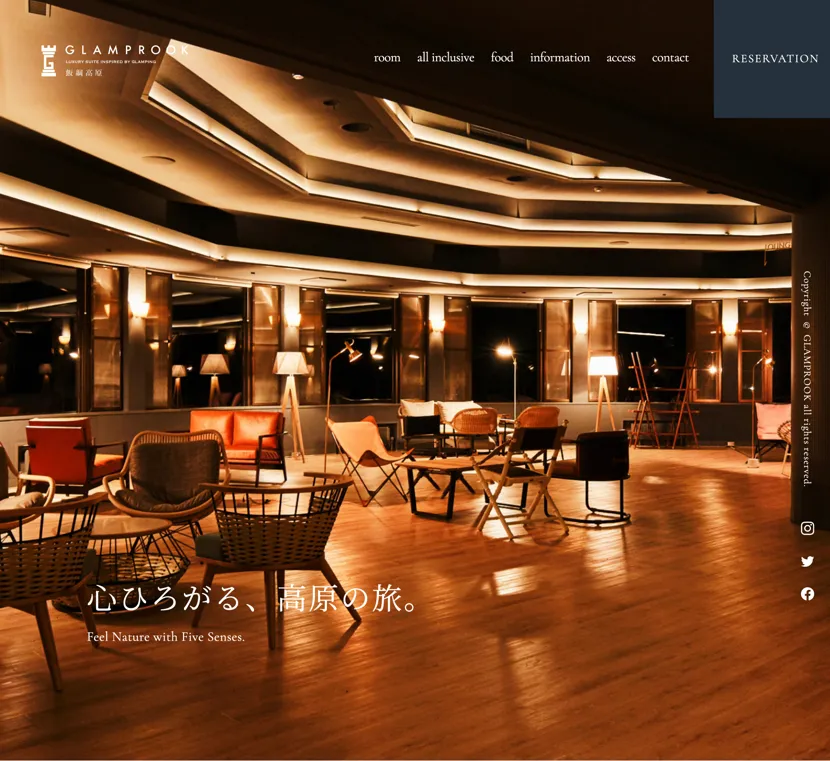 GLAMPROOK
LUXURY SUITE INSPIRED BY GLAMPING
飯綱高原
room
all inclusive
food
information
access
contact
RESERVATION
LOUNGE
Copyright © GLAMPROOK all rights reserved.
心ひろがる、高原の旅。
Feel Nature with Five Senses.